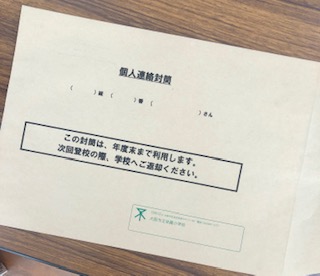 個人連絡封筒
(　　　)組　(　　　)番　(　　　　　　　)さん
この封筒は、年度末まで利用します。
次回登校の際、学校へご返却ください。